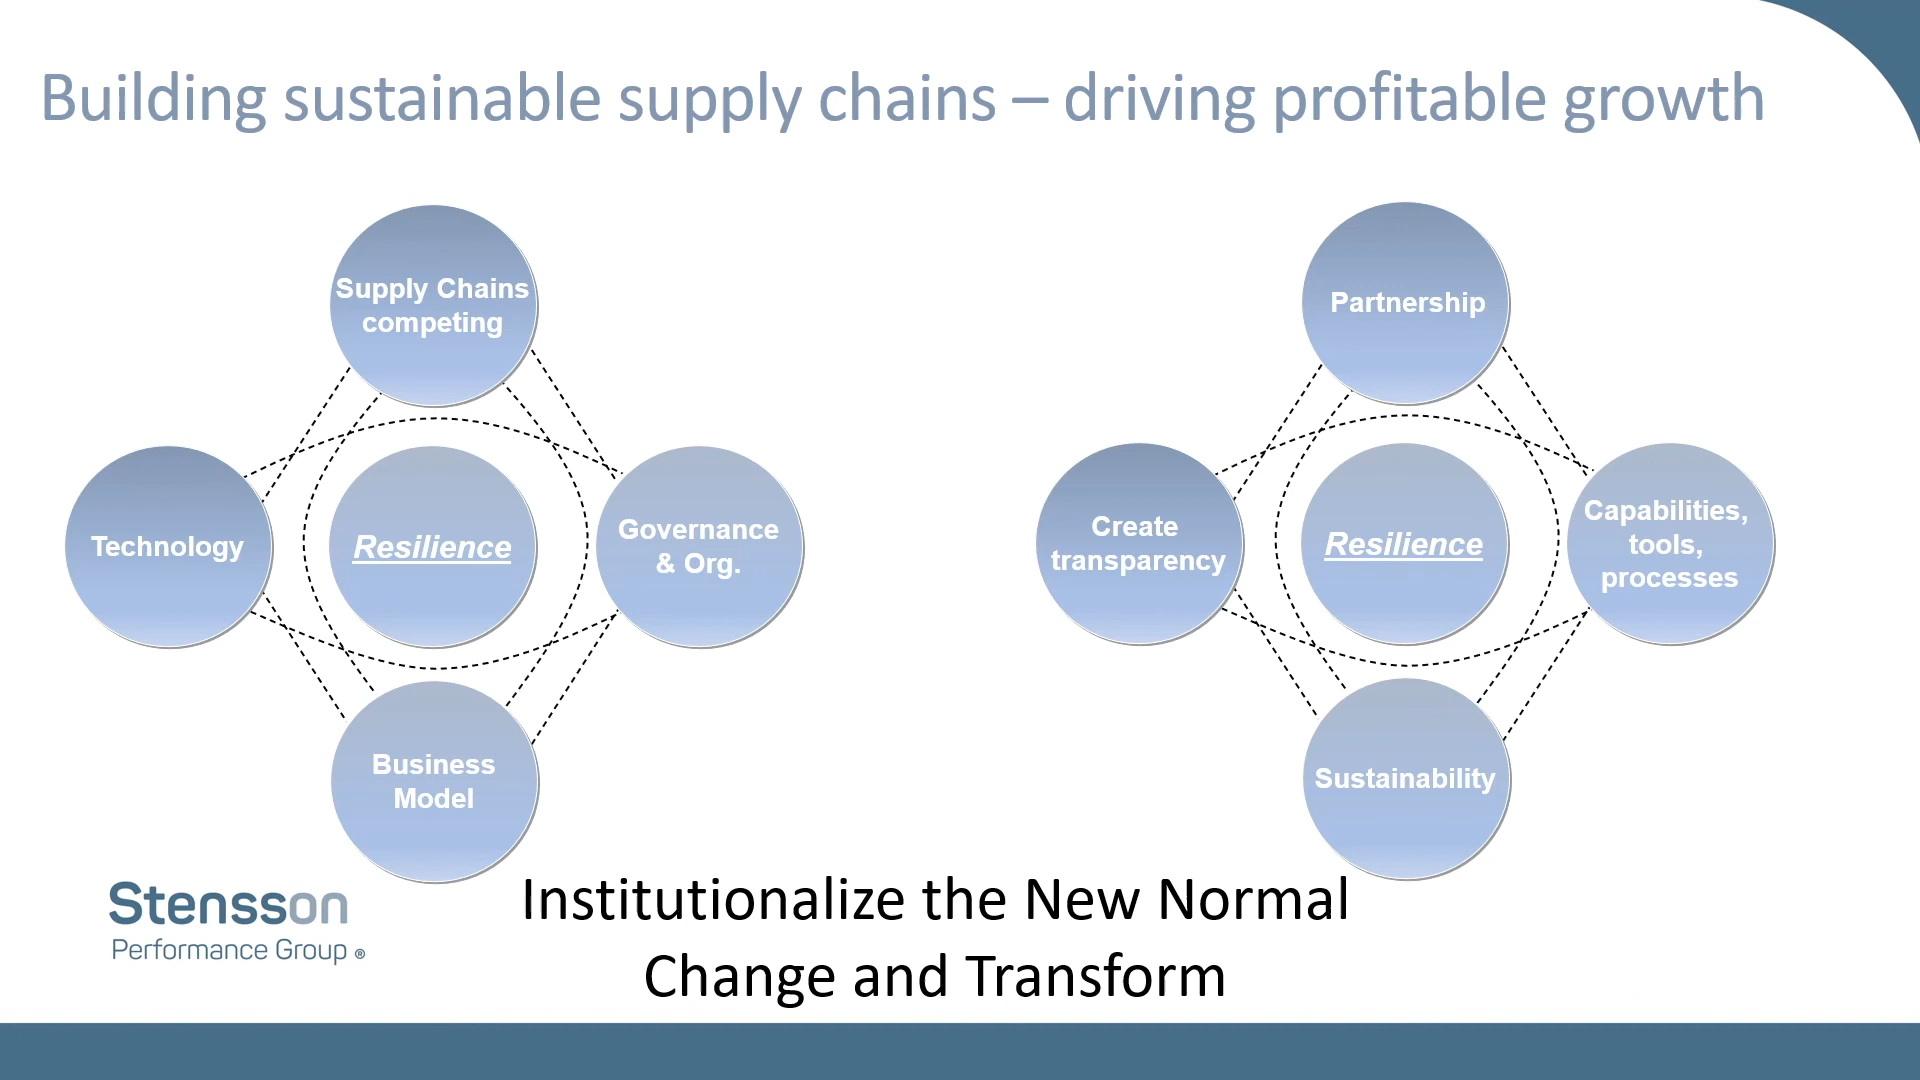 Building sustainable supply chains – driving profitable growth
Supply Chains
competing
Technology
Resilience
Governance
& Org.
Business
Model
Partnership
Create
transparency
Resilience
Capabilities,
tools,
processes
Sustainability
Stensson
Performance Group ®
Institutionalize the New Normal
Change and Transform